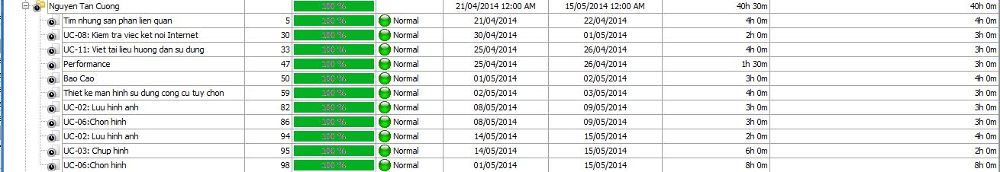 Nguyen Tan Cuong 100 % 21/04/2014 12:00 AM 15/05/2014 12:00 AM 40h 30m 40h 0m
Tim nhung san phan lien quan 5 100 % Normal 21/04/2014 22/04/2014 4h 0m 4h 0m
UC-08: Kiem tra viec ket noi Internet 30 100 % Normal 30/04/2014 01/05/2014 2h 0m 3h 0m
UC-11: Viet tai lieu huong dan su dung 33 100 % Normal 25/04/2014 26/04/2014 4h 0m 3h 0m
Performance 47 100 % Normal 25/04/2014 26/04/2014 1h 30m 3h 0m
Bao Cao 50 100 % Normal 01/05/2014 02/05/2014 3h 0m 4h 0m
Thiet ke man hinh su dung cong cu tuy chon 59 100 % Normal 02/05/2014 03/05/2014 4h 0m 3h 0m
UC-02: Luu hinh anh 82 100 % Normal 08/05/2014 09/05/2014 3h 0m 3h 0m
UC-06:Chon hinh 86 100 % Normal 08/05/2014 09/05/2014 3h 0m 3h 0m
UC-02: Luu hinh anh 94 100 % Normal 14/05/2014 15/05/2014 2h 0m 4h 0m
UC-03: Chup hinh 95 100 % Normal 14/05/2014 15/05/2014 6h 0m 2h 0m
UC-06:Chon hinh 98 100 % Normal 01/05/2014 15/05/2014 8h 0m 8h 0m